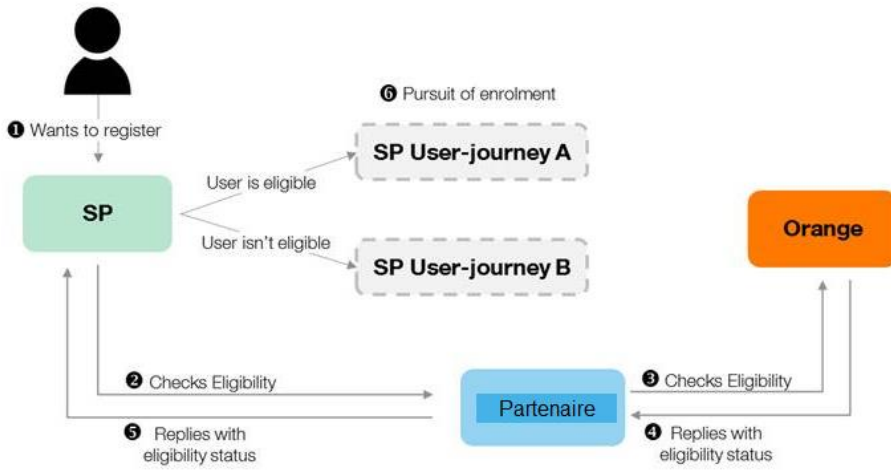 ❻ Pursuit of enrolment
❶ Wants to register
SP User-journey A
User is eligible
SP
Orange
User isn't eligible
SP User-journey B
❷ Checks Eligibility
❸ Checks Eligibility
Partenaire
❺ Replies with
eligibility status
❹ Replies with
eligibility status